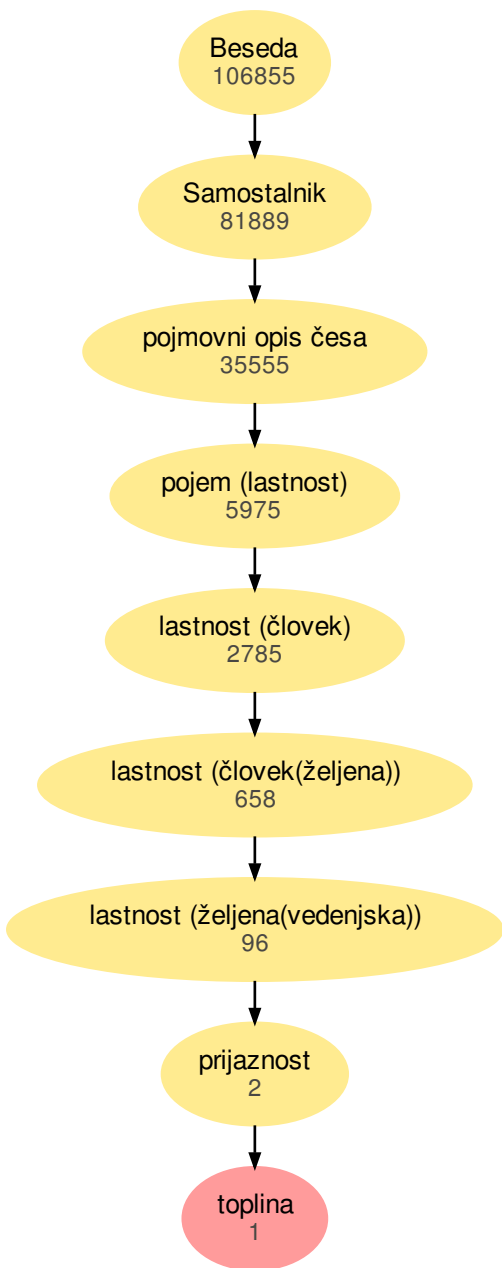 Beseda
106855
Samostalnik
81889
pojmovni opis česa
35555
pojem (lastnost)
5975
lastnost (človek)
2785
lastnost (človek(željena))
658
lastnost (željena(vedenjska))
96
prijaznost
2
toplina
1